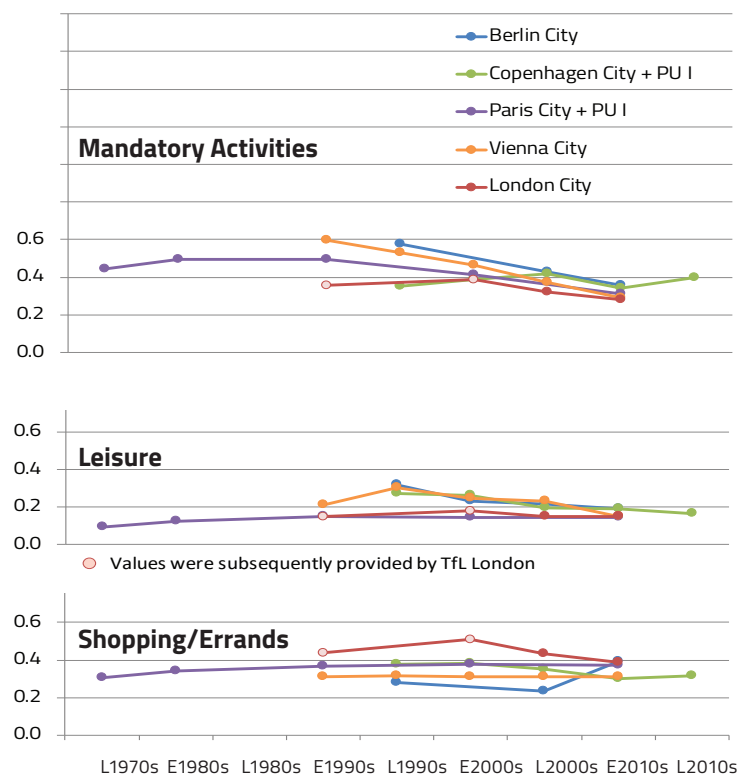 Berlin City
Copenhagen City + PU I
Paris City + PU I
Mandatory Activities
Vienna City
London City
0.6
0.4
0.2
0.0
0.6
Leisure
0.4
0.2
0.0
Values were subsequently provided by TfL London
0.6
Shopping/Errands
0.4
0.2
0.0
L1970s E1980s L1980s E1990s L1990s E2000s L2000s E2010s L2010s